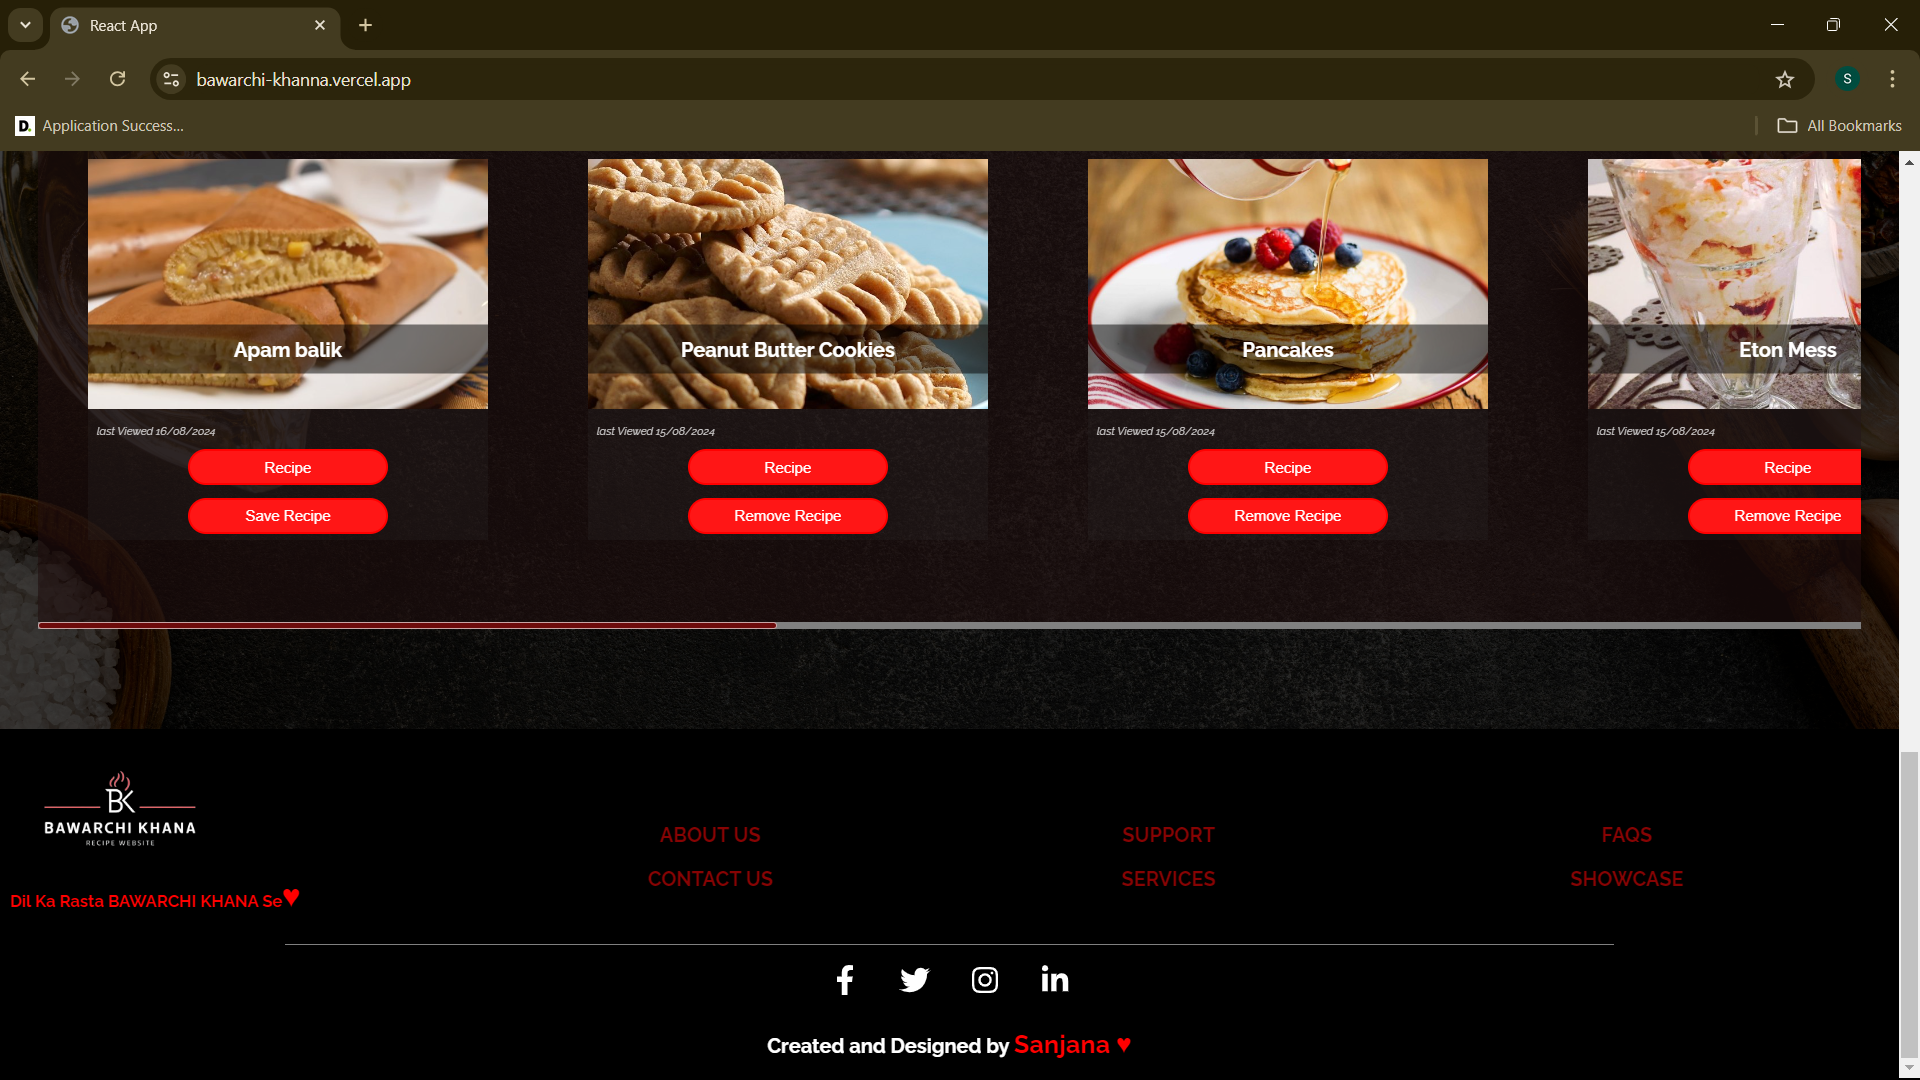 React App
bawarchi-khanna.vercel.app
S
D. Application Success...
All Bookmarks
Apam balik
Peanut Butter Cookies
Pancakes
Eton Mess
last Viewed 16/08/2024
last Viewed 15/08/2024
last Viewed 15/08/2024
last Viewed 15/08/2024
Recipe
Recipe
Recipe
Recipe
Save Recipe
Remove Recipe
Remove Recipe
Remove Recipe
BK
BAWARCHI KHANA
RECIPE WEBSITE
Dil Ka Rasta BAWARCHI KHANA Se♥
ABOUT US
SUPPORT
FAQS
CONTACT US
SERVICES
SHOWCASE
Created and Designed by Sanjana ♥